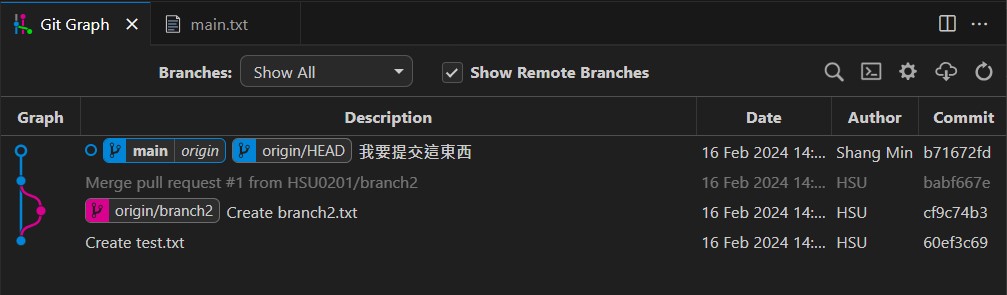 Git Graph main.txt
Branches: Show All Show Remote Branches
Graph Description Date Author Commit
main origin origin/HEAD 我要提交這東西 16 Feb 2024 14:... Shang Min b71672fd
Merge pull request #1 from HSU0201/branch2 16 Feb 2024 14:... HSU babf667e
origin/branch2 Create branch2.txt 16 Feb 2024 14:... HSU cf9c74b3
Create test.txt 16 Feb 2024 14:... HSU 60ef3c69